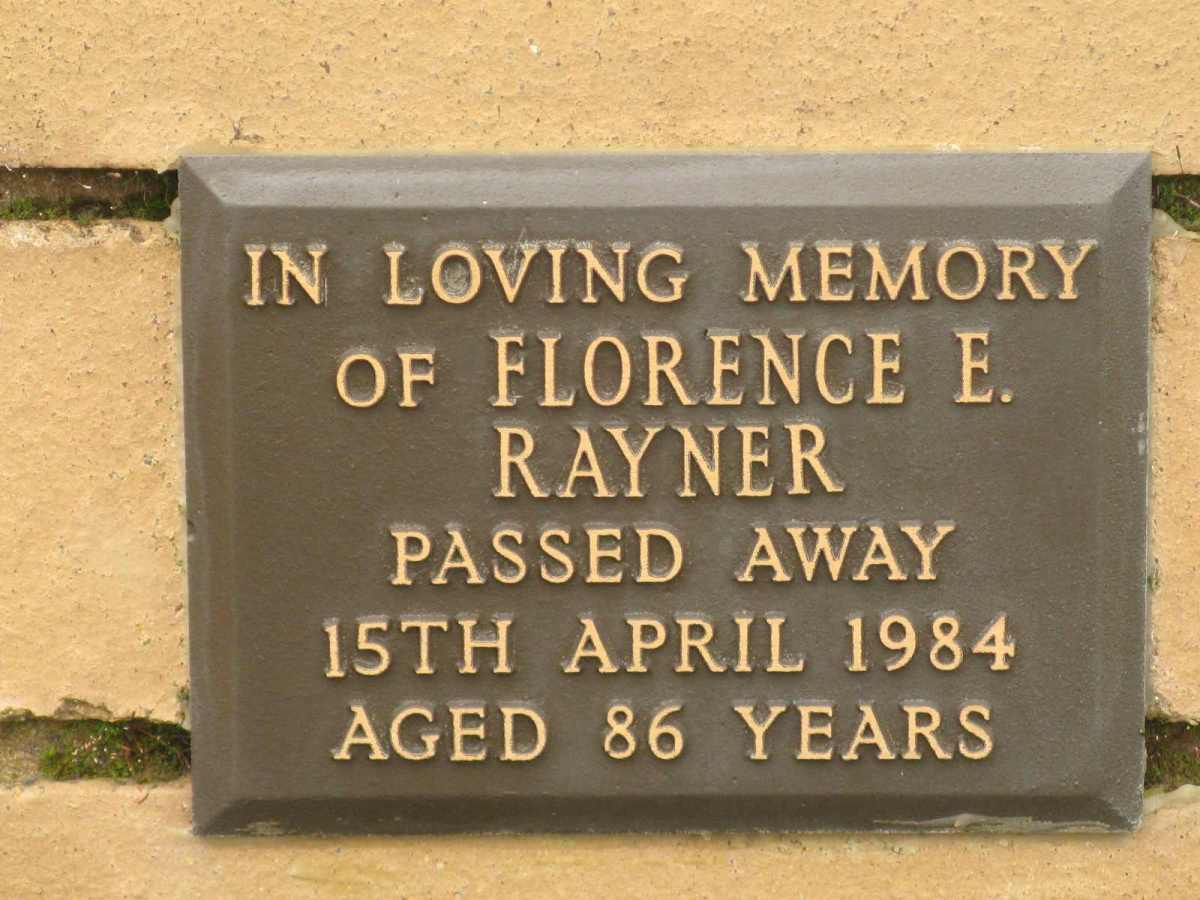 IN LOVING MEMORY
OF FLORENCE E.
RAYNER
PASSED AWAY
15TH APRIL 1984
AGED 86 YEARS